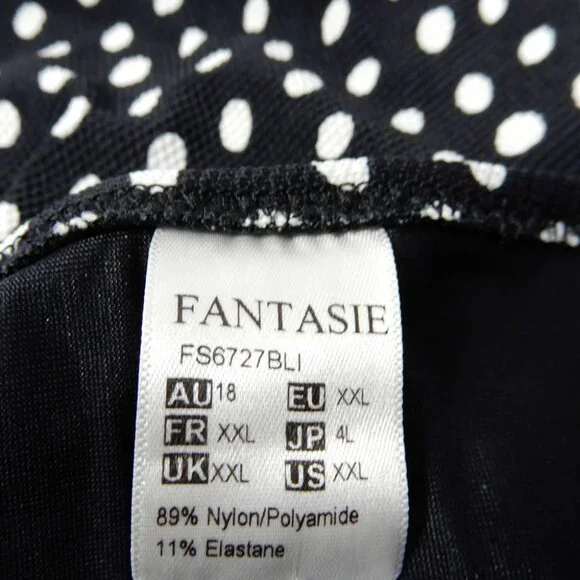 FANTASIE
FS6727BLI
AU 18 EU XXL
FR XXL JP 4L
UK XXL US XXL
89% Nylon/Polyamide
11% Elastane